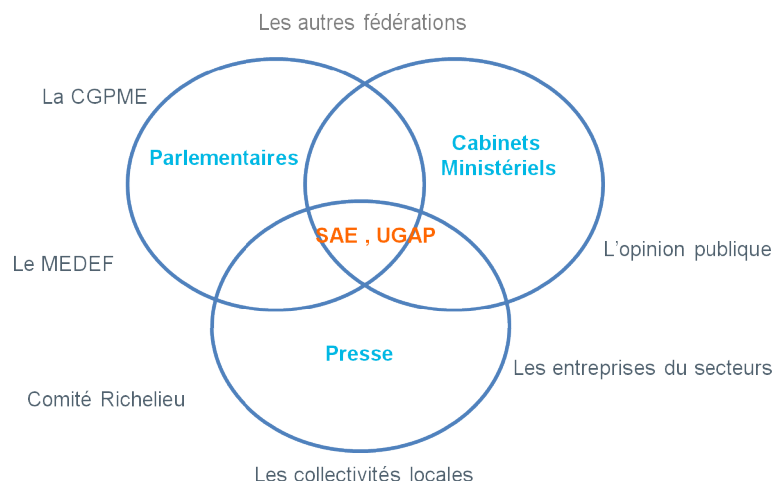 Les autres fédérations
La CGPME
Parlementaires
Cabinets
Ministériels
SAE , UGAP
L'opinion publique
Le MEDEF
Presse
Les entreprises du secteurs
Comité Richelieu
Les collectivités locales